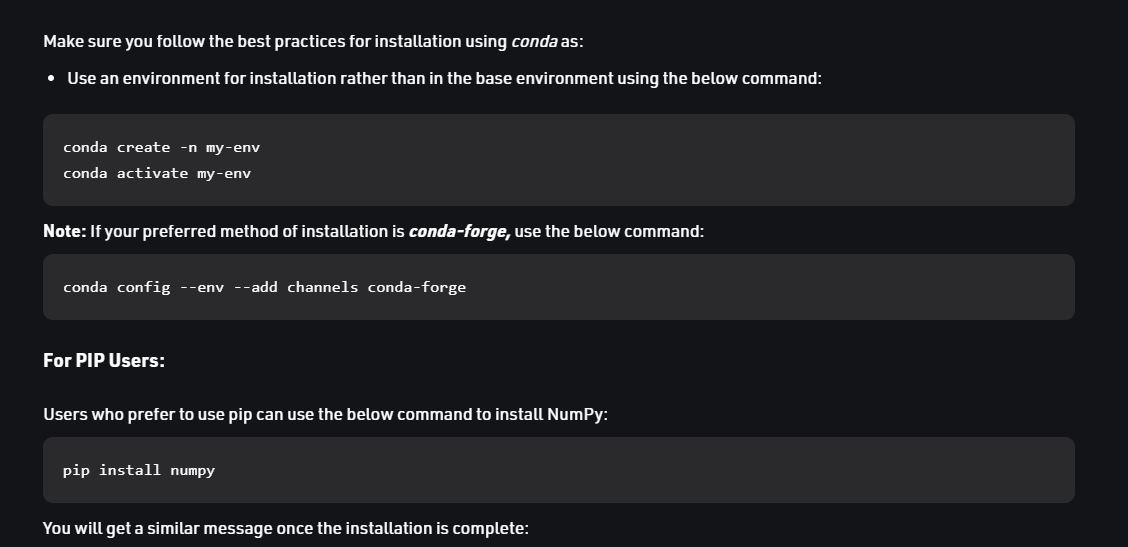 Make sure you follow the best practices for installation using conda as:
• Use an environment for installation rather than in the base environment using the below command:
conda create -n my-env
conda activate my-env
Note: If your preferred method of installation is conda-forge, use the below command:
conda config --env --add channels conda-forge
For PIP Users:
Users who prefer to use pip can use the below command to install NumPy:
pip install numpy
You will get a similar message once the installation is complete: